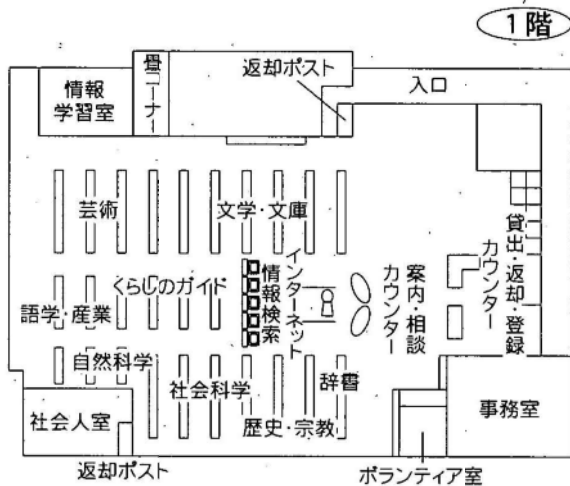 1階
返却ポスト
入口
情報
学習室
畳コーナー
芸術
文学・文庫
くらしのガイド
語学・産業
インターネット
情報検索
案内・相談
カウンター
貸出・返却・登録
カウンター
自然科学
社会科学
辞書
歴史・宗教
社会人室
事務室
返却ポスト
ボランティア室